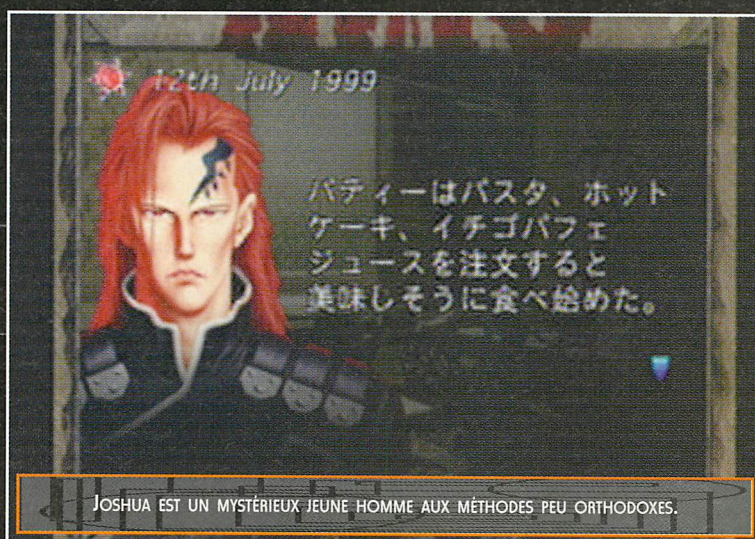 12th July 1999
パティーはパスタ、ホット
ケーキ、イチゴパフェ
ジュースを注文すると
美味しそうに食べ始めた。
JOSHUA EST UN MYSTÉRIEUX JEUNE HOMME AUX MÉTHODES PEU ORTHODOXES.